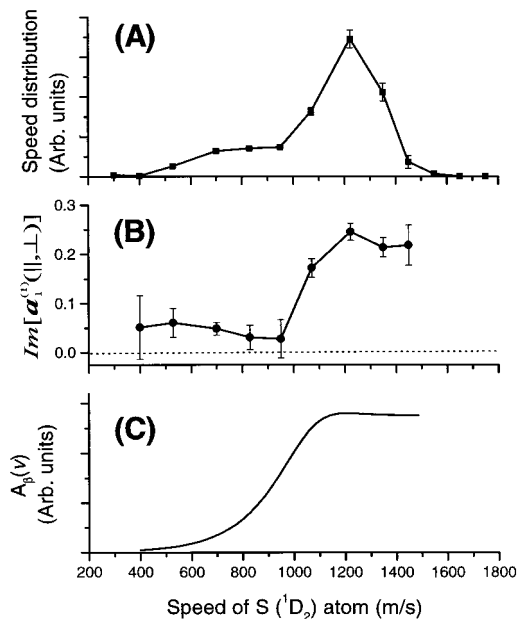 (A)
Speed distribution
(Arb. units)
(B)
Im[a₁⁽¹⁾(||,⊥)]
0.3
0.2
0.1
0.0
(C)
Aᵦ(v)
(Arb. units)
200 400 600 800 1000 1200 1400 1600 1800
Speed of S (¹D₂) atom (m/s)